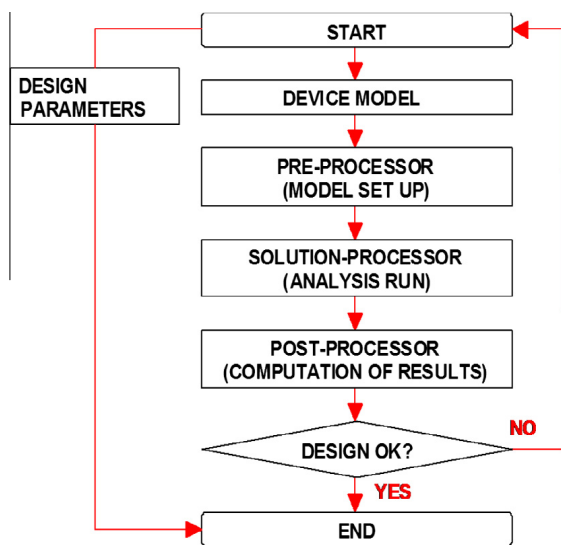 START
DESIGN
PARAMETERS
DEVICE MODEL
PRE-PROCESSOR
(MODEL SET UP)
SOLUTION-PROCESSOR
(ANALYSIS RUN)
POST-PROCESSOR
(COMPUTATION OF RESULTS)
DESIGN OK?
NO
YES
END